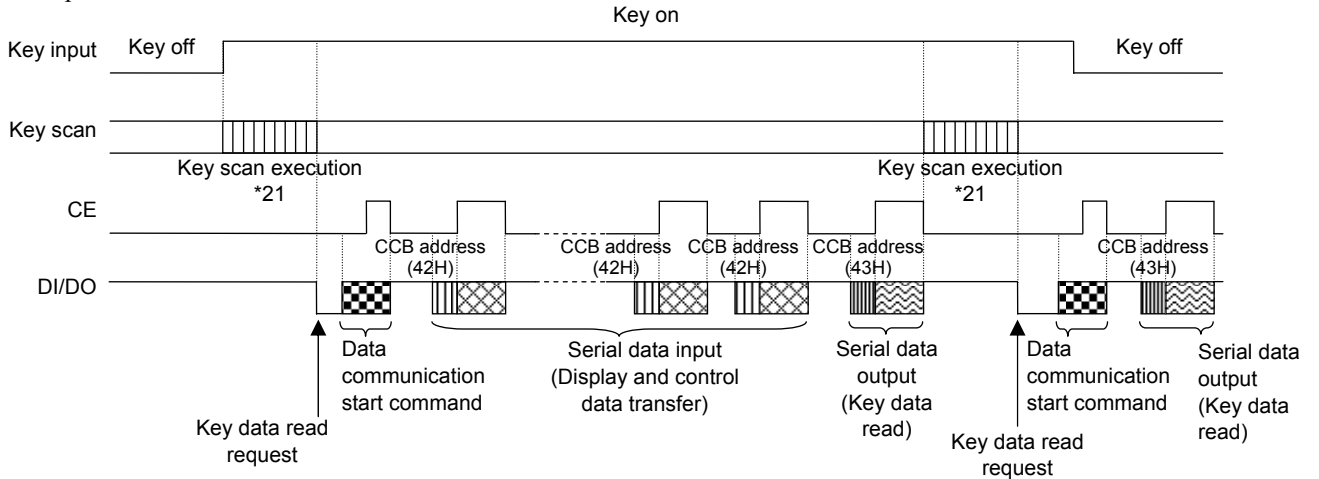 Key on
Key input
Key off
Key off
Key scan
Key scan execution
*21
Key scan execution
*21
CE
CCB address
(42H)
CCB address
(42H)
CCB address
(42H)
CCB address
(43H)
CCB address
(43H)
DI/DO
Data
communication
start command
Serial data input
(Display and control
data transfer)
Serial data
output
(Key data
read)
Data
communication
start command
Serial data
output
(Key data
read)
Key data read
request
Key data read
request